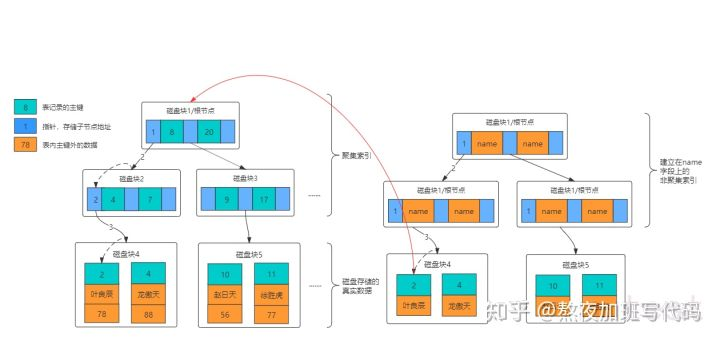 8 表记录的主键
1 指针，存储子节点地址
78 表内主键外的数据
磁盘块1/根节点
1 8 20
2
磁盘块2
2 4 7
磁盘块3
9 17
……
聚集索引
3
磁盘块4
2 4
叶良辰 龙傲天
78 88
磁盘块5
10 11
赵日天 徐胜虎
56 77
……
磁盘存储的
真实数据
磁盘块1/根节点
1 name name
2
磁盘块1/根节点
1 name name
磁盘块1/根节点
1 name name
建立在name
字段上的
非聚集索引
3
磁盘块4
2 4
叶良辰 龙傲天
磁盘块5
10 11
知乎 @熬夜加班写代码